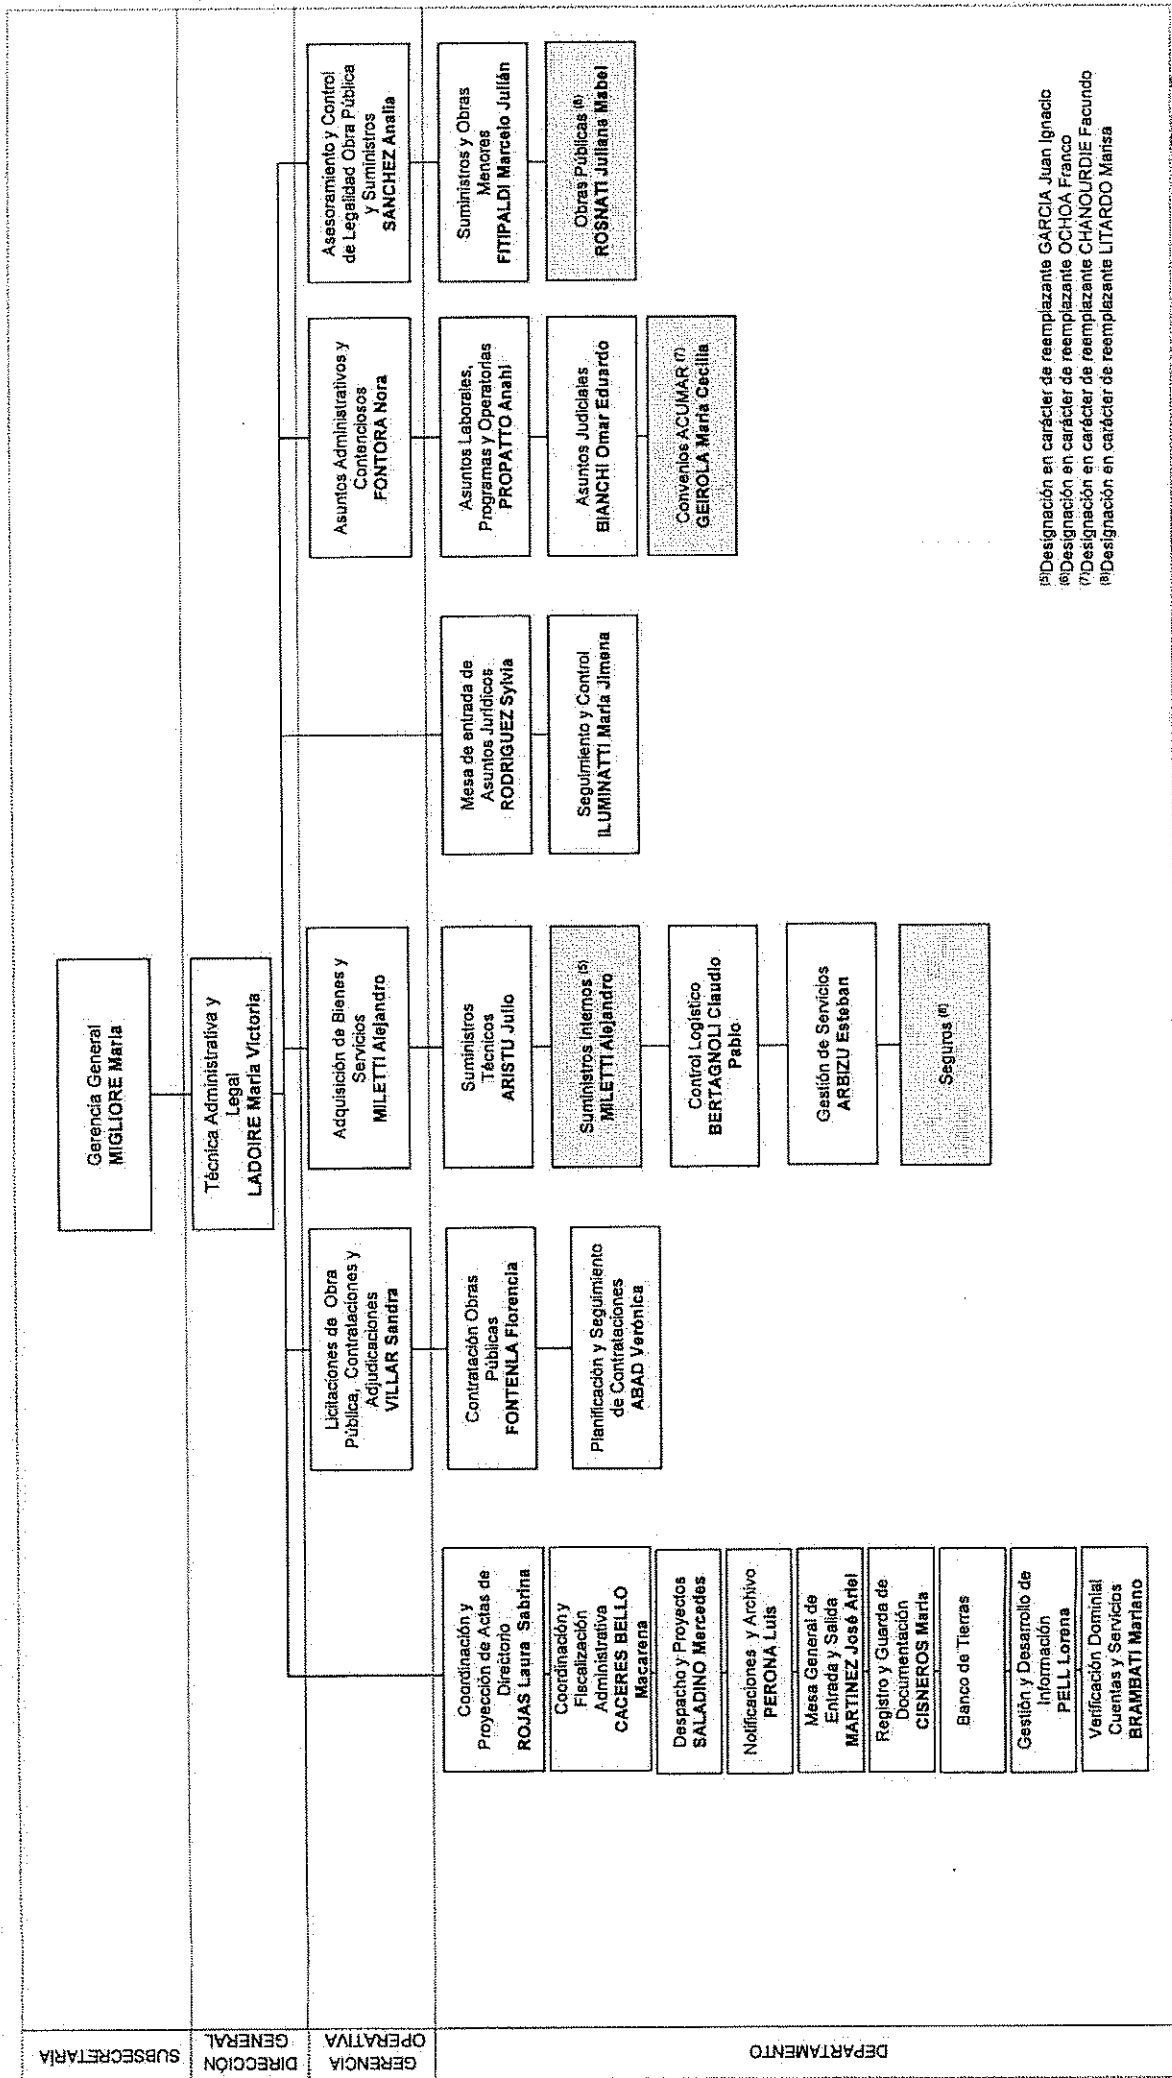 SUBSECRETARÍA
Gerencia General
MIGLIORE María
DIRECCIÓN
GENERAL
Técnica Administrativa y
Legal
LADOIRE María Victoria
GERENCIA
OPERATIVA
Licitaciones de Obra
Pública, Contrataciones y
Adjudicaciones
VILLAR Sandra
Adquisición de Bienes y
Servicios
MILETTI Alejandro
Asuntos Administrativos y
Contenciosos
FONTORA Nora
Asesoramiento y Control
de Legalidad Obra Pública
y Suministros
SANCHEZ Analia
DEPARTAMENTO
Coordinación y
Proyección de Actas de
Directorio
ROJAS Laura Sabrina
Coordinación y
Fiscalización
Administrativa
CACERES BELLO
Macarena
Despacho y Proyectos
SALADINO Mercedes
Notificaciones y Archivo
PERONA Luis
Mesa General de
Entrada y Salida
MARTINEZ José Ariel
Registro y Guarda de
Documentación
CISNEROS María
Banco de Tierras
Gestión y Desarrollo de
Información
PELL Lorena
Verificación Dominial
Cuentas y Servicios
BRAMBATI Mariano
Contratación Obras
Públicas
FONTENLA Florencia
Planificación y Seguimiento
de Contrataciones
ABAD Verónica
Suministros
Técnicos
ARISTU Julio
Suministros Internos (5)
MILETTI Alejandro
Control Logístico
BERTAGNOLI Claudio
Pablo
Gestión de Servicios
ARBIZU Esteban
Seguros (6)
Mesa de entrada de
Asuntos Jurídicos
RODRIGUEZ Sylvia
Seguimiento y Control
ILUMINATTI María Jimena
Asuntos Laborales,
Programas y Operatorias
PROPATTO Anahí
Asuntos Judiciales
BIANCHI Omar Eduardo
Convenios ACUMAR (7)
GEIROLA María Cecilia
Suministros y Obras
Menores
FITIPALDI Marcelo Julián
Obras Públicas (8)
ROSNATI Juliana Mabel
(5)Designación en carácter de reemplazante GARCÍA Juan Ignacio
(6)Designación en carácter de reemplazante OCHOA Franco
(7)Designación en carácter de reemplazante CHANOURDIE Facundo
(8)Designación en carácter de reemplazante LITARDO Marisa